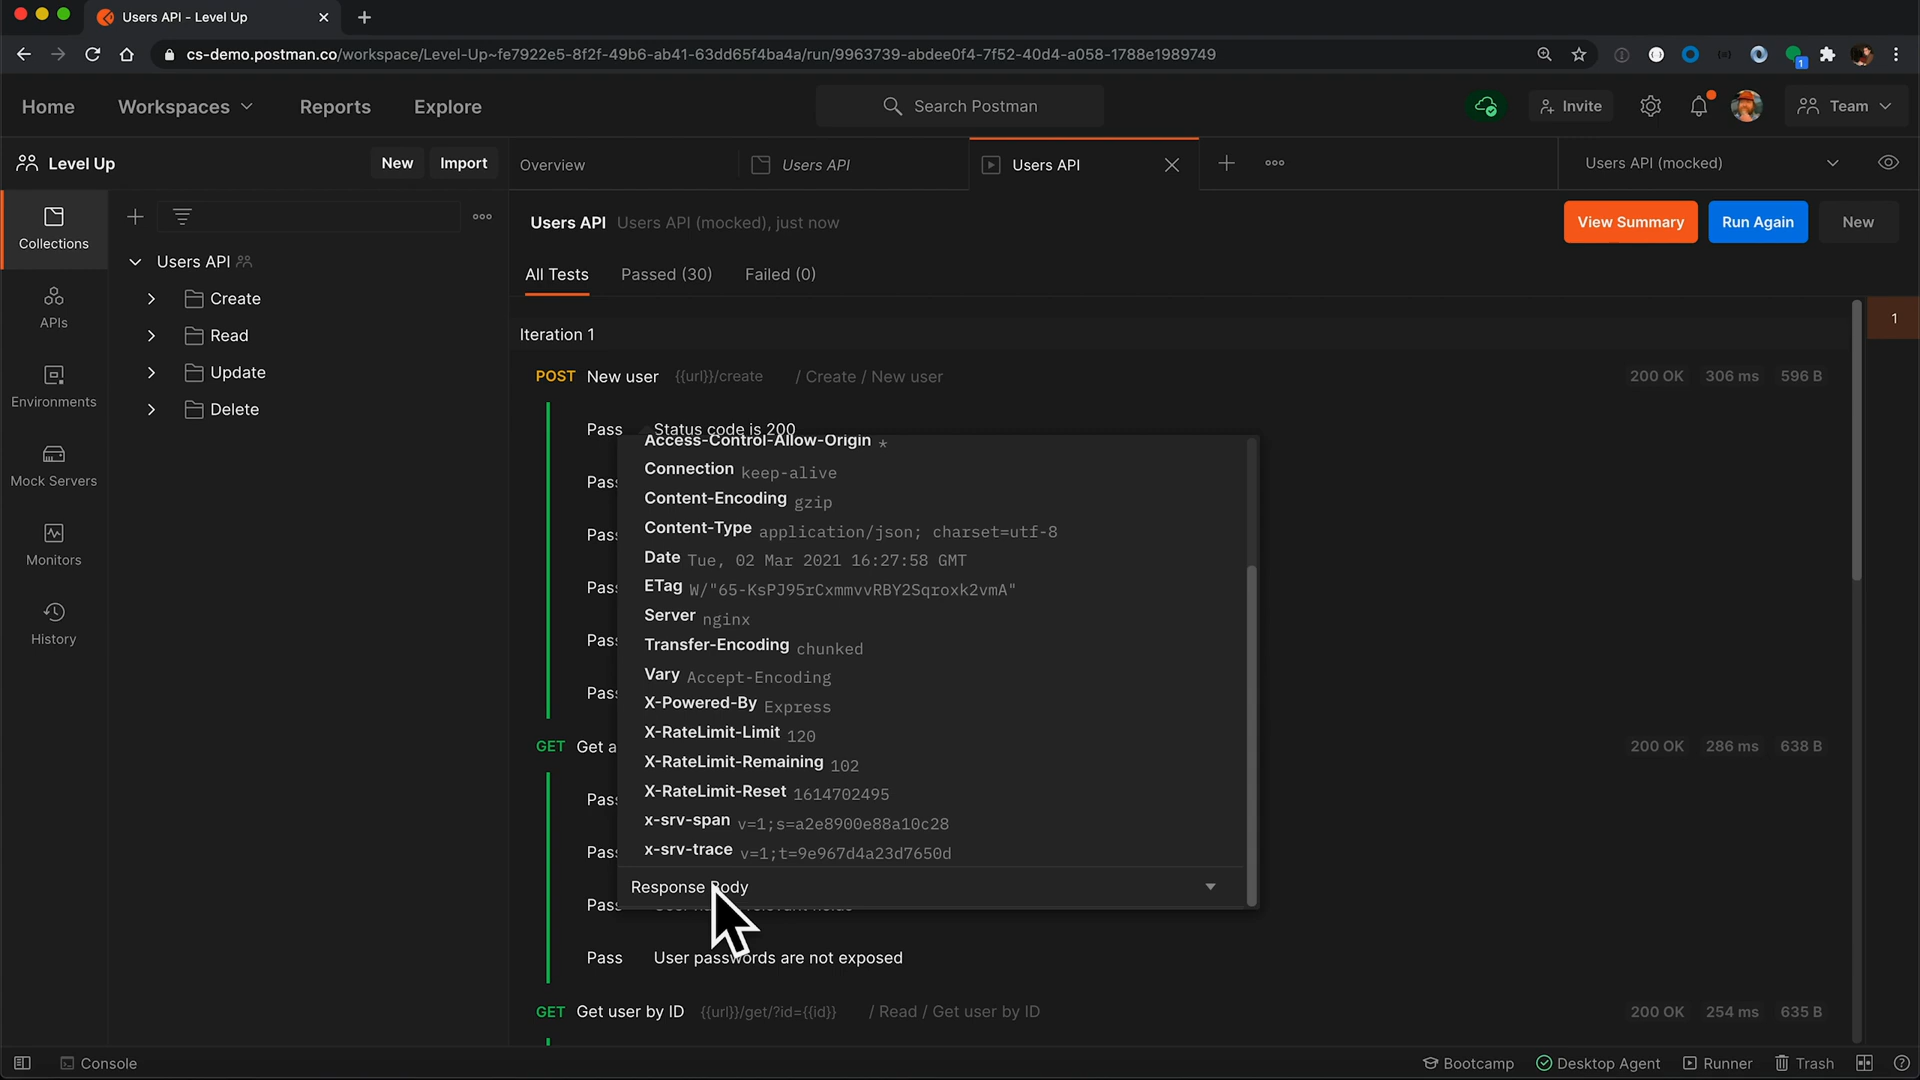 Users API - Level Up
cs-demo.postman.co/workspace/Level-Up~fe7922e5-8f2f-49b6-ab41-63dd65f4ba4a/run/9963739-abdee0f4-7f52-40d4-a058-1788e1989749
1
Home Workspaces Reports Explore Search Postman Invite Team
Level Up New Import Overview Users API Users API Users API (mocked)
Collections
APIs
Environments
Mock Servers
Monitors
History
Users API
Create
Read
Update
Delete
Users API Users API (mocked), just now View Summary Run Again New
All Tests Passed (30) Failed (0)
Iteration 1
1
POST New user {{url}}/create / Create / New user 200 OK 306 ms 596 B
Pass Status code is 200
Access-Control-Allow-Origin *
Connection keep-alive
Content-Encoding gzip
Content-Type application/json; charset=utf-8
Date Tue, 02 Mar 2021 16:27:58 GMT
ETag W/"65-KsPJ95rCxmmvvRBY2Sqroxk2vmA"
Server nginx
Transfer-Encoding chunked
Vary Accept-Encoding
X-Powered-By Express
X-RateLimit-Limit 120
X-RateLimit-Remaining 102
X-RateLimit-Reset 1614702495
x-srv-span v=1;s=a2e8900e88a10c28
x-srv-trace v=1;t=9e967d4a23d7650d
Response Body
GET Get a 200 OK 286 ms 638 B
Pass User passwords are not exposed
GET Get user by ID {{url}}/get/?id={{id}} / Read / Get user by ID 200 OK 254 ms 635 B
Console Bootcamp Desktop Agent Runner Trash